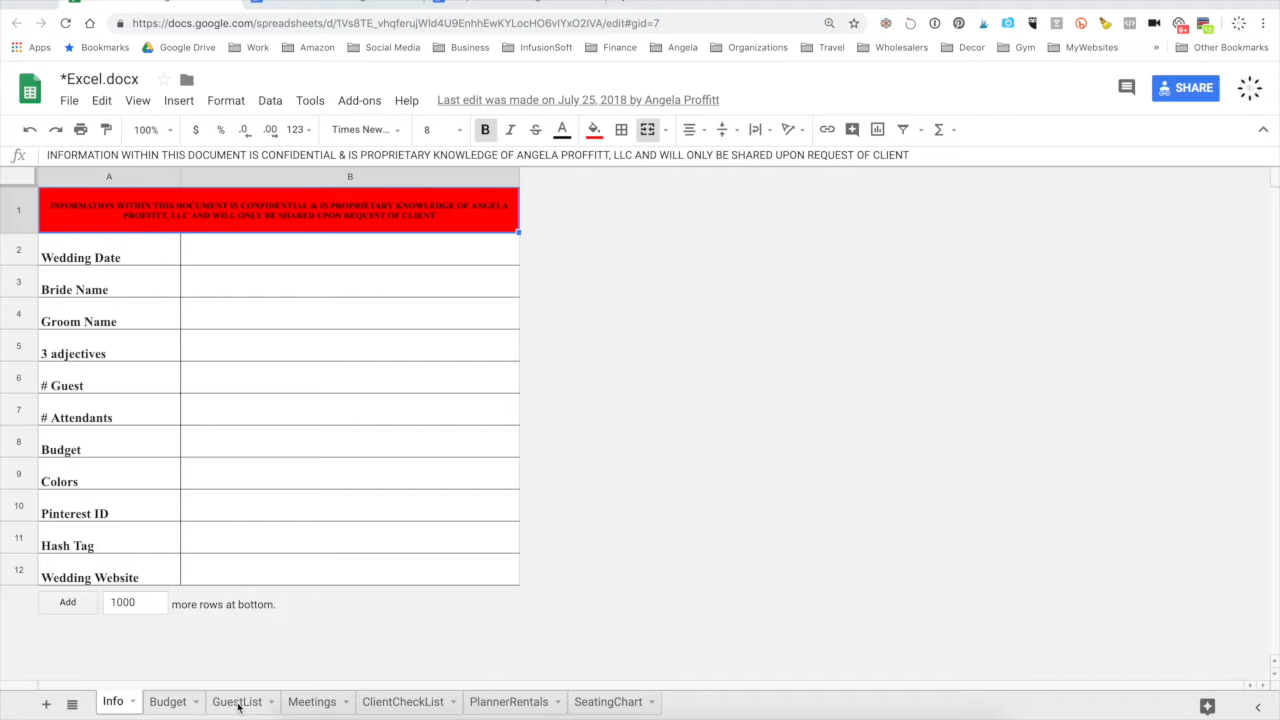 https://docs.google.com/spreadsheets/d/1Vs8TE_vhqferujWId4U9EnhhEwKYLocHO6vIYxO2IVA/edit#gid=7
Apps Bookmarks Google Drive Work Amazon Social Media Business InfusionSoft Finance Angela Organizations Travel Wholesalers Decor Gym MyWebsites » Other Bookmarks
*Excel.docx
File Edit View Insert Format Data Tools Add-ons Help Last edit was made on July 25, 2018 by Angela Proffitt
SHARE
100% $ % .0 .00 123 Times New... 8 B I S A Σ
fx INFORMATION WITHIN THIS DOCUMENT IS CONFIDENTIAL & IS PROPRIETARY KNOWLEDGE OF ANGELA PROFFITT, LLC AND WILL ONLY BE SHARED UPON REQUEST OF CLIENT
A B
1 INFORMATION WITHIN THIS DOCUMENT IS CONFIDENTIAL & IS PROPRIETARY KNOWLEDGE OF ANGELA
PROFFITT, LLC AND WILL ONLY BE SHARED UPON REQUEST OF CLIENT
2 Wedding Date
3 Bride Name
4 Groom Name
5 3 adjectives
6 # Guest
7 # Attendants
8 Budget
9 Colors
10 Pinterest ID
11 Hash Tag
12 Wedding Website
Add 1000 more rows at bottom.
+ Info Budget GuestList Meetings ClientCheckList PlannerRentals SeatingChart